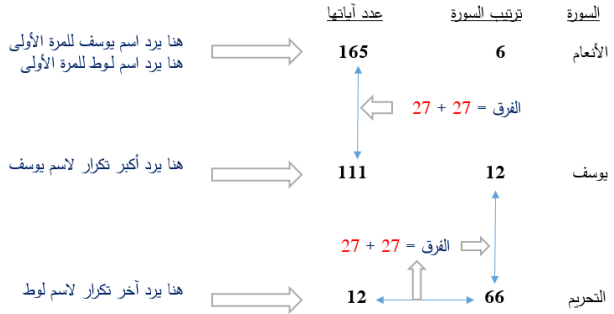 السورة ترتيب السورة عدد آياتها
الأنعام 6 165 هنا يرد اسم يوسف للمرة الأولى
هنا يرد اسم لوط للمرة الأولى
الفرق = 27 + 27
يوسف 12 111 هنا يرد أكبر تكرار لاسم يوسف
الفرق = 27 + 27
التحريم 66 12 هنا يرد آخر تكرار لاسم لوط